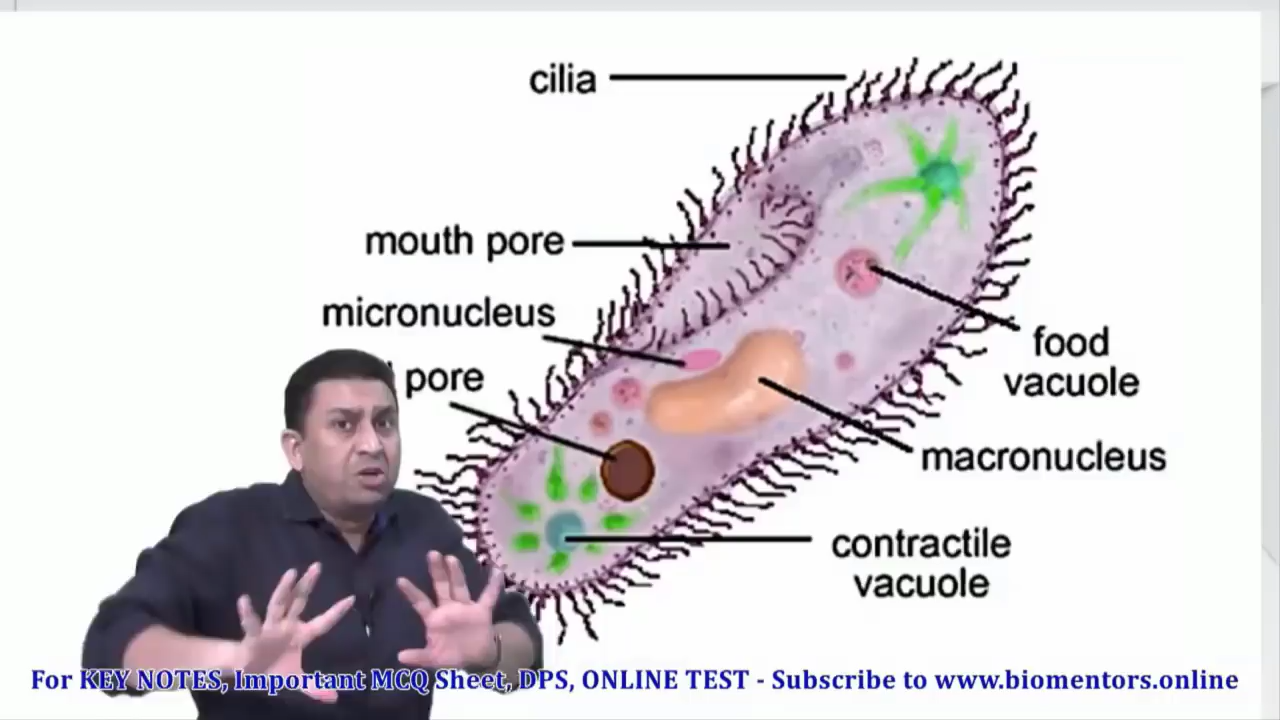 cilia
mouth pore
micronucleus
pore
food
vacuole
macronucleus
contractile
vacuole
For KEY NOTES, Important MCQ Sheet, DPS, ONLINE TEST - Subscribe to www.biomentors.online